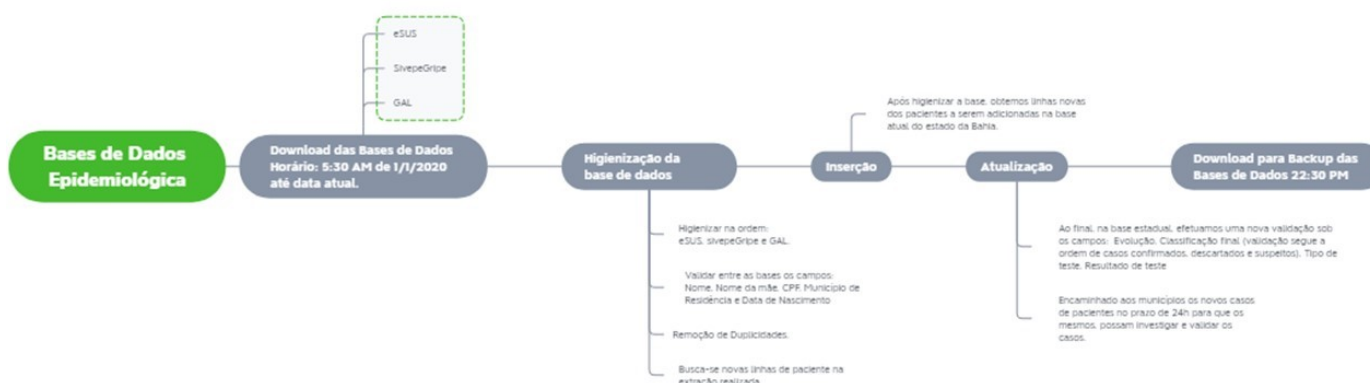 eSUS
SivepeGripe
GAL
Bases de Dados
Epidemiológica
Download das Bases de Dados
Horário: 5:30 AM de 1/1/2020
até data atual.
Higienização da
base de dados
Após higienizar a base, obtemos linhas novas
dos pacientes a serem adicionadas na base
atual do estado da Bahia.
Inserção
Atualização
Download para Backup das
Bases de Dados 22:30 PM
Higienizar na ordem:
eSUS, sivepeGripe e GAL.
Validar entre as bases os campos:
Nome, Nome da mãe, CPF, Município de
Residência e Data de Nascimento
Remoção de Duplicidades.
Busca-se novas linhas de paciente na
extração realizada
Ao final, na base estadual, efetuamos uma nova validação sob
os campos: Evolução, Classificação final (validação segue a
ordem de casos confirmados, descartados e suspeitos), Tipo de
teste, Resultado de teste
Encaminhado aos municípios os novos casos
de pacientes no prazo de 24h para que os
mesmos, possam investigar e validar os
casos.